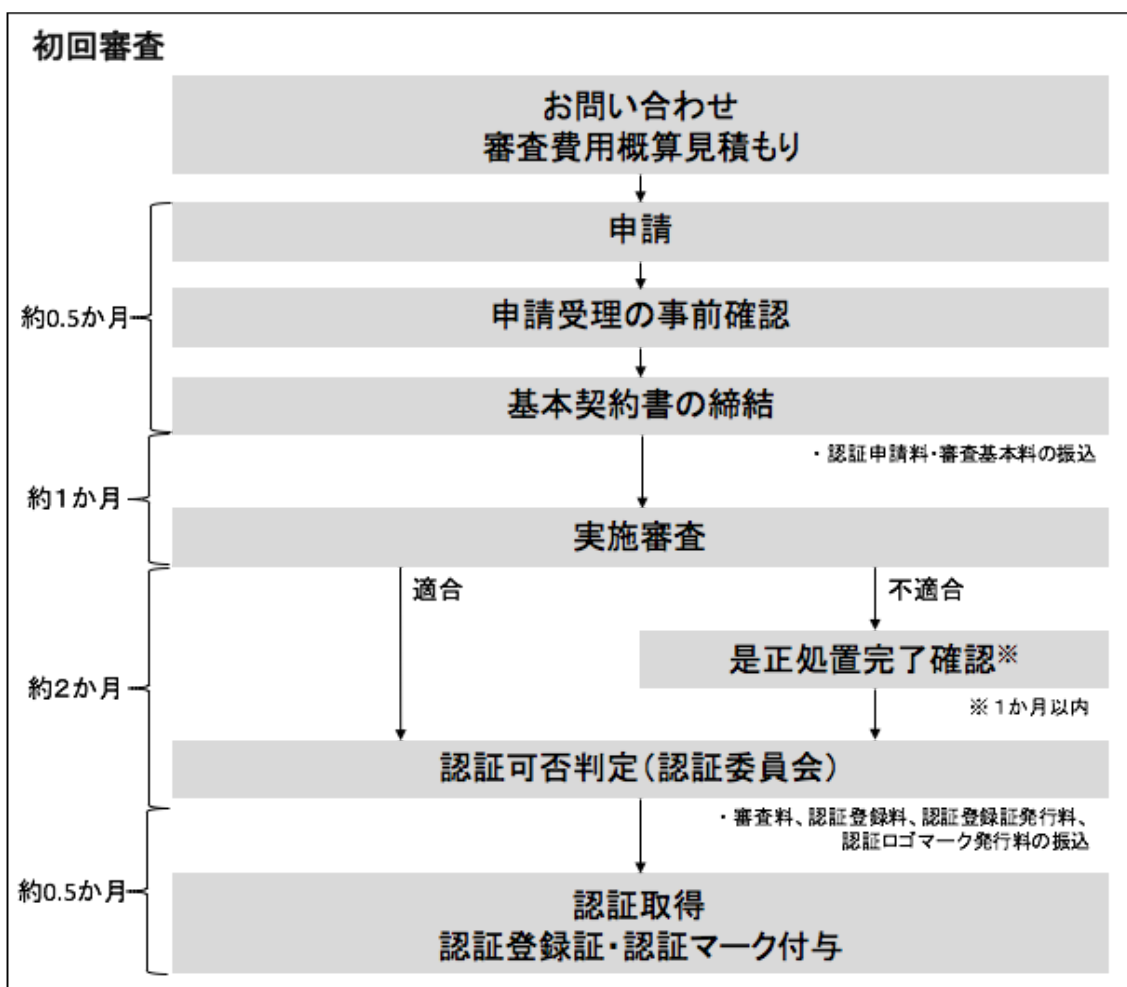 初回審査
お問い合わせ
審査費用概算見積もり
申請
約0.5か月
申請受理の事前確認
基本契約書の締結
・認証申請料・審査基本料の振込
約1か月
実施審査
適合
不適合
約2か月
是正処置完了確認※
※1か月以内
認証可否判定(認証委員会)
・審査料、認証登録料、認証登録証発行料、
認証ロゴマーク発行料の振込
約0.5か月
認証取得
認証登録証・認証マーク付与